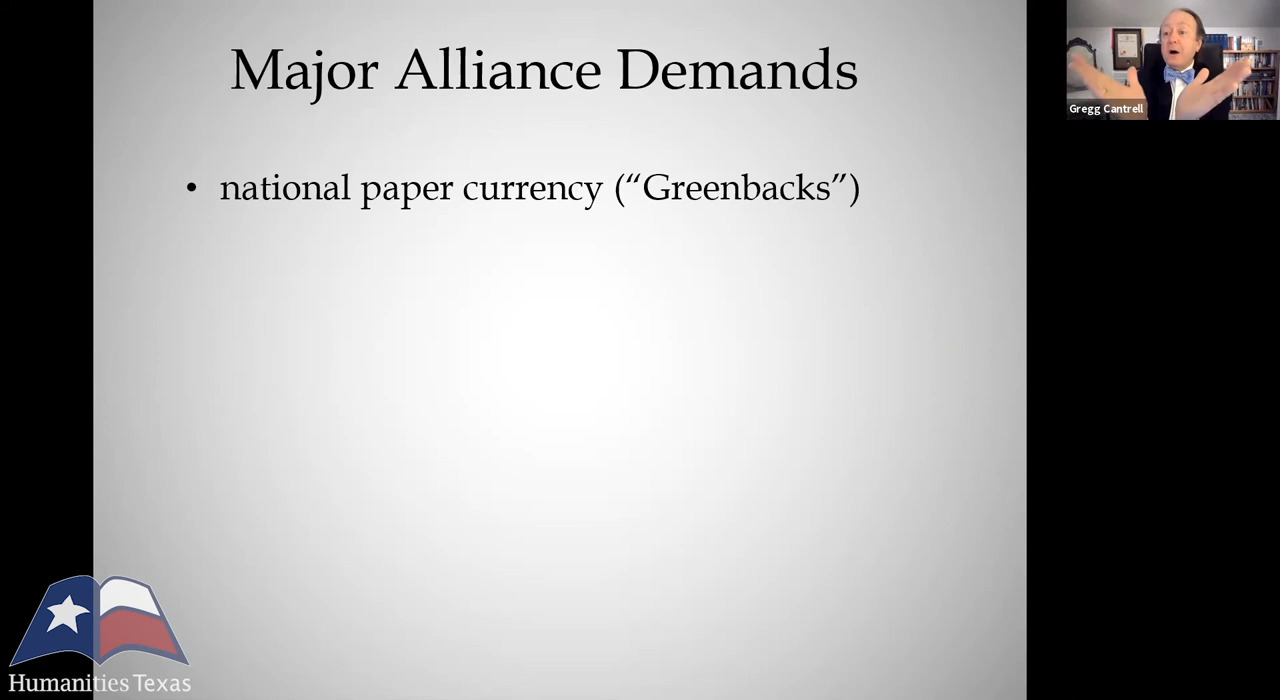 Major Alliance Demands
• national paper currency (“Greenbacks”)
Gregg Cantrell
Humanities Texas